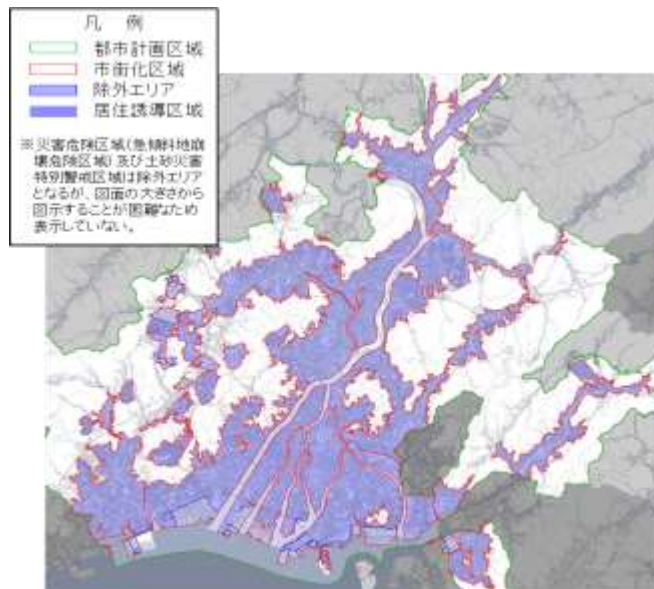 凡 例
都市計画区域
市街化区域
除外エリア
居住誘導区域
※災害危険区域(急傾斜地崩
壊危険区域)及び土砂災害
特別警戒区域は除外エリア
となるが、図面の大きさから
図示することが困難なため
表示していない。